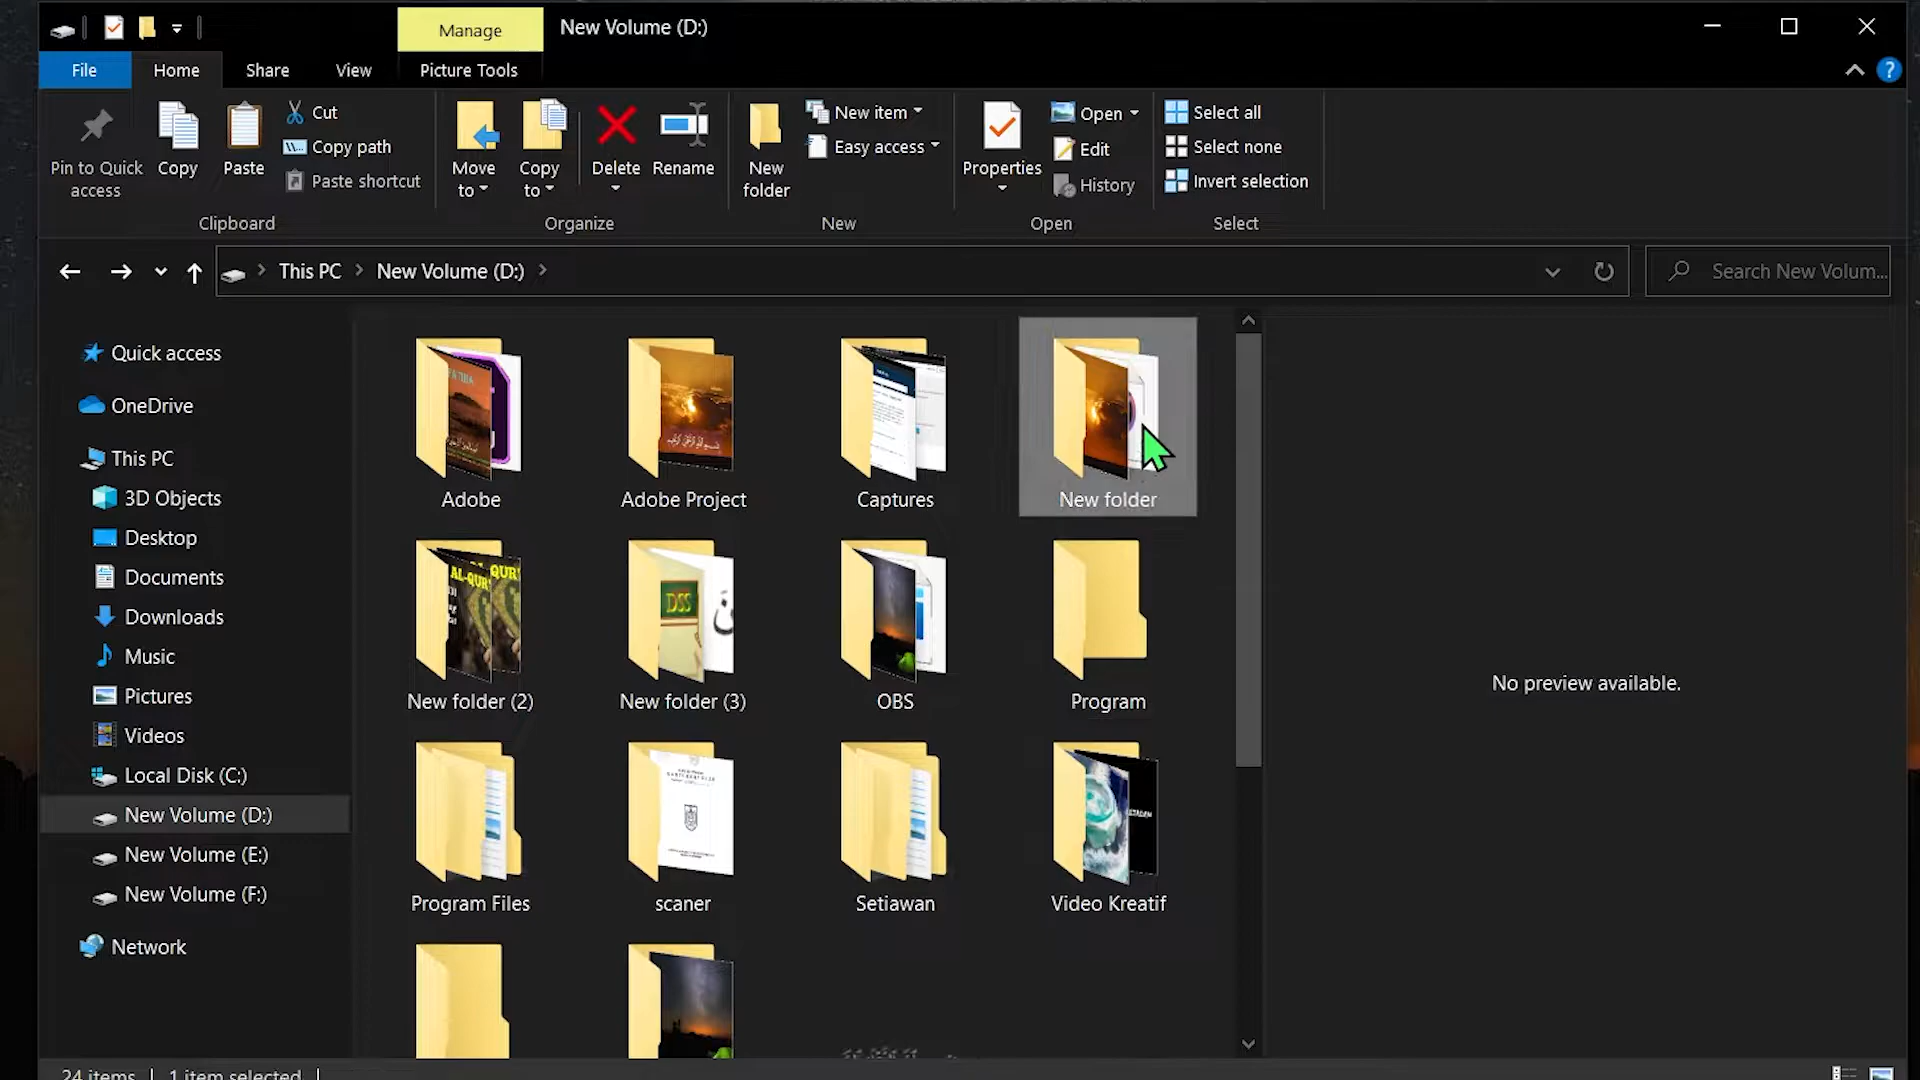 Manage
New Volume (D:)
File
Home
Share
View
Picture Tools
Pin to Quick access
Copy
Paste
Cut
Copy path
Paste shortcut
Clipboard
Move to
Copy to
Delete
Rename
Organize
New folder
New item
Easy access
New
Properties
Open
Edit
History
Open
Select all
Select none
Invert selection
Select
This PC
New Volume (D:)
Search New Volum...
Quick access
OneDrive
This PC
3D Objects
Desktop
Documents
Downloads
Music
Pictures
Videos
Local Disk (C:)
New Volume (D:)
New Volume (E:)
New Volume (F:)
Network
Adobe
Adobe Project
Captures
New folder
AL-QUR'
AL-QUR'
DSS
New folder (2)
New folder (3)
OBS
Program
Program Files
scaner
Setiawan
Video Kreatif
No preview available.
24 items
1 item selected